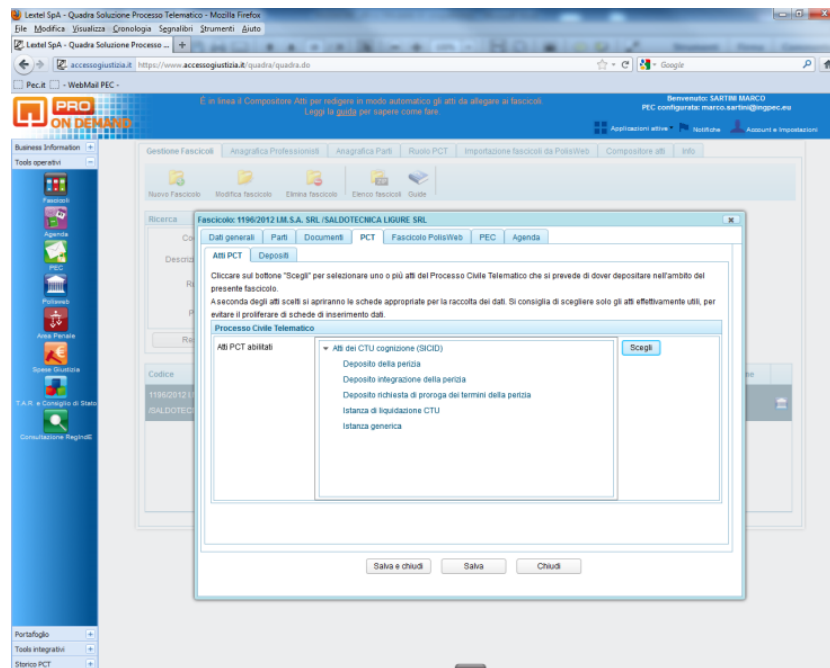 Lextel SpA - Quadra Soluzione Processo Telematico - Mozilla Firefox
File Modifica Visualizza Cronologia Segnalibri Strumenti Aiuto
Lextel SpA - Quadra Soluzione Processo ... +
accessogiustizia.it https://www.accessogiustizia.it/quadra/quadra.do
Google
Pec.it - WebMail PEC -
PRO
ON DEMAND
È in linea il Compositore Atti per redigere in modo automatico gli atti da allegare ai fascicoli.
Leggi la guida per sapere come fare.
Benvenuto: SARTINI MARCO
PEC configurata: marco.sartini@ingpec.eu
Applicazioni attive Notifiche Account e Impostazioni
Business Information
Tools operativi
Fascicoli
Agenda
PEC
Polisweb
Area Penale
Spese Giustizia
T.A.R. e Consiglio di Stato
Consultazione RegIndE
Portafoglio
Tools integrativi
Storico PCT
Gestione Fascicoli Anagrafica Professionisti Anagrafica Parti Ruolo PCT Importazione fascicoli da PolisWeb Compositore atti Info
Nuovo Fascicolo Modifica fascicolo Elimina fascicolo Elenco fascicoli Guide
Ricerca
Co
Descriz
Ru
P
Re
Codice
1196/2012 I.
/SALDOTEC
Fascicolo: 1196/2012 I.M.S.A. SRL /SALDOTECNICA LIGURE SRL
Dati generali Parti Documenti PCT Fascicolo PolisWeb PEC Agenda
Atti PCT Depositi
Cliccare sul bottone "Scegli" per selezionare uno o più atti del Processo Civile Telematico che si prevede di dover depositare nell'ambito del
presente fascicolo.
A seconda degli atti scelti si apriranno le schede appropriate per la raccolta dei dati. Si consiglia di scegliere solo gli atti effettivamente utili, per
evitare il proliferare di schede di inserimento dati.
Processo Civile Telematico
Atti PCT abilitati
Atti dei CTU cognizione (SICID)
Deposito della perizia
Deposito integrazione della perizia
Deposito richiesta di proroga dei termini della perizia
Istanza di liquidazione CTU
Istanza generica
Scegli
Salva e chiudi Salva Chiudi